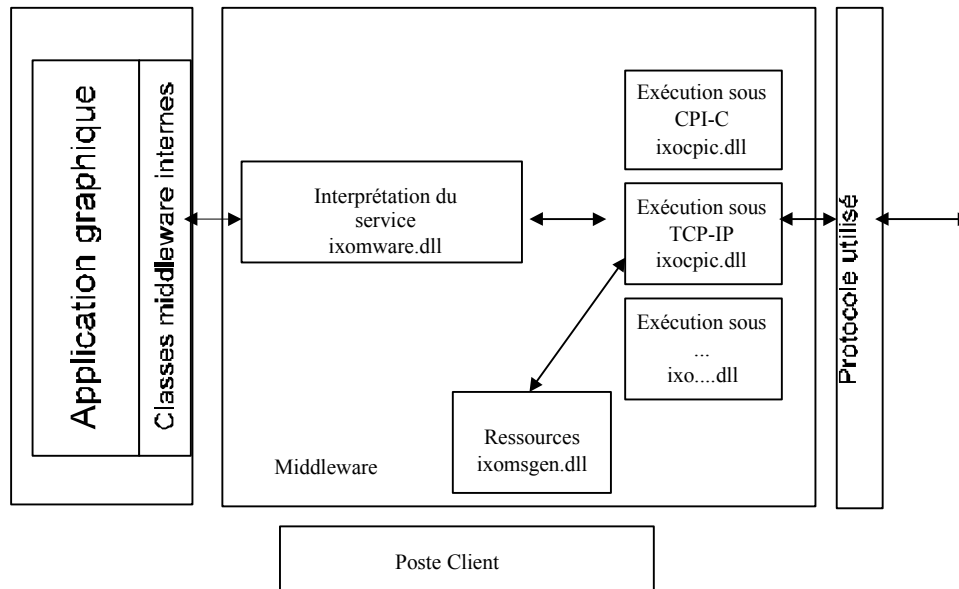 Application graphique
Classes middleware internes
Interprétation du
service
ixomware.dll
Exécution sous
CPI-C
ixocpic.dll
Exécution sous
TCP-IP
ixocpic.dll
Exécution sous
...
ixo....dll
Ressources
ixomsgen.dll
Middleware
Protocole utilisé
Poste Client